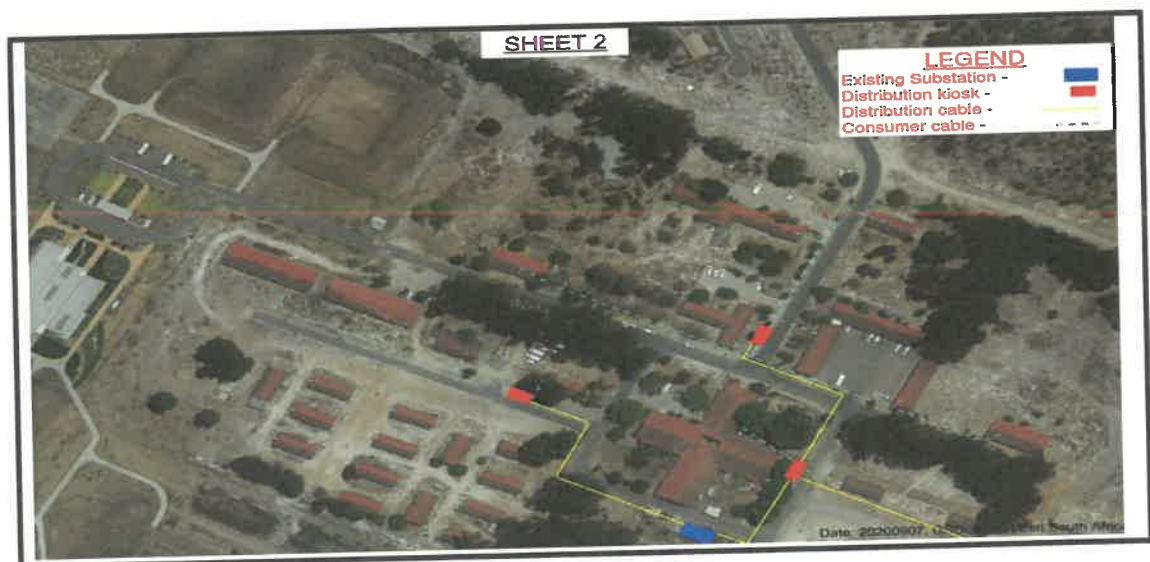 SHEET 2
LEGEND
Existing Substation -
Distribution kiosk -
Distribution cable -
Consumer cable -
Date: 20200907, South Africa